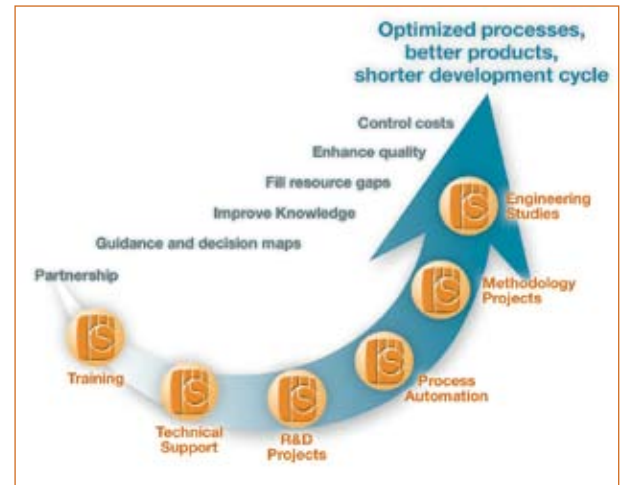 Optimized processes,
better products,
shorter development cycle
Control costs
Enhance quality
Fill resource gaps
Improve Knowledge
Guidance and decision maps
Partnership
Engineering
Studies
Methodology
Projects
Process
Automation
R&D
Projects
Technical
Support
Training